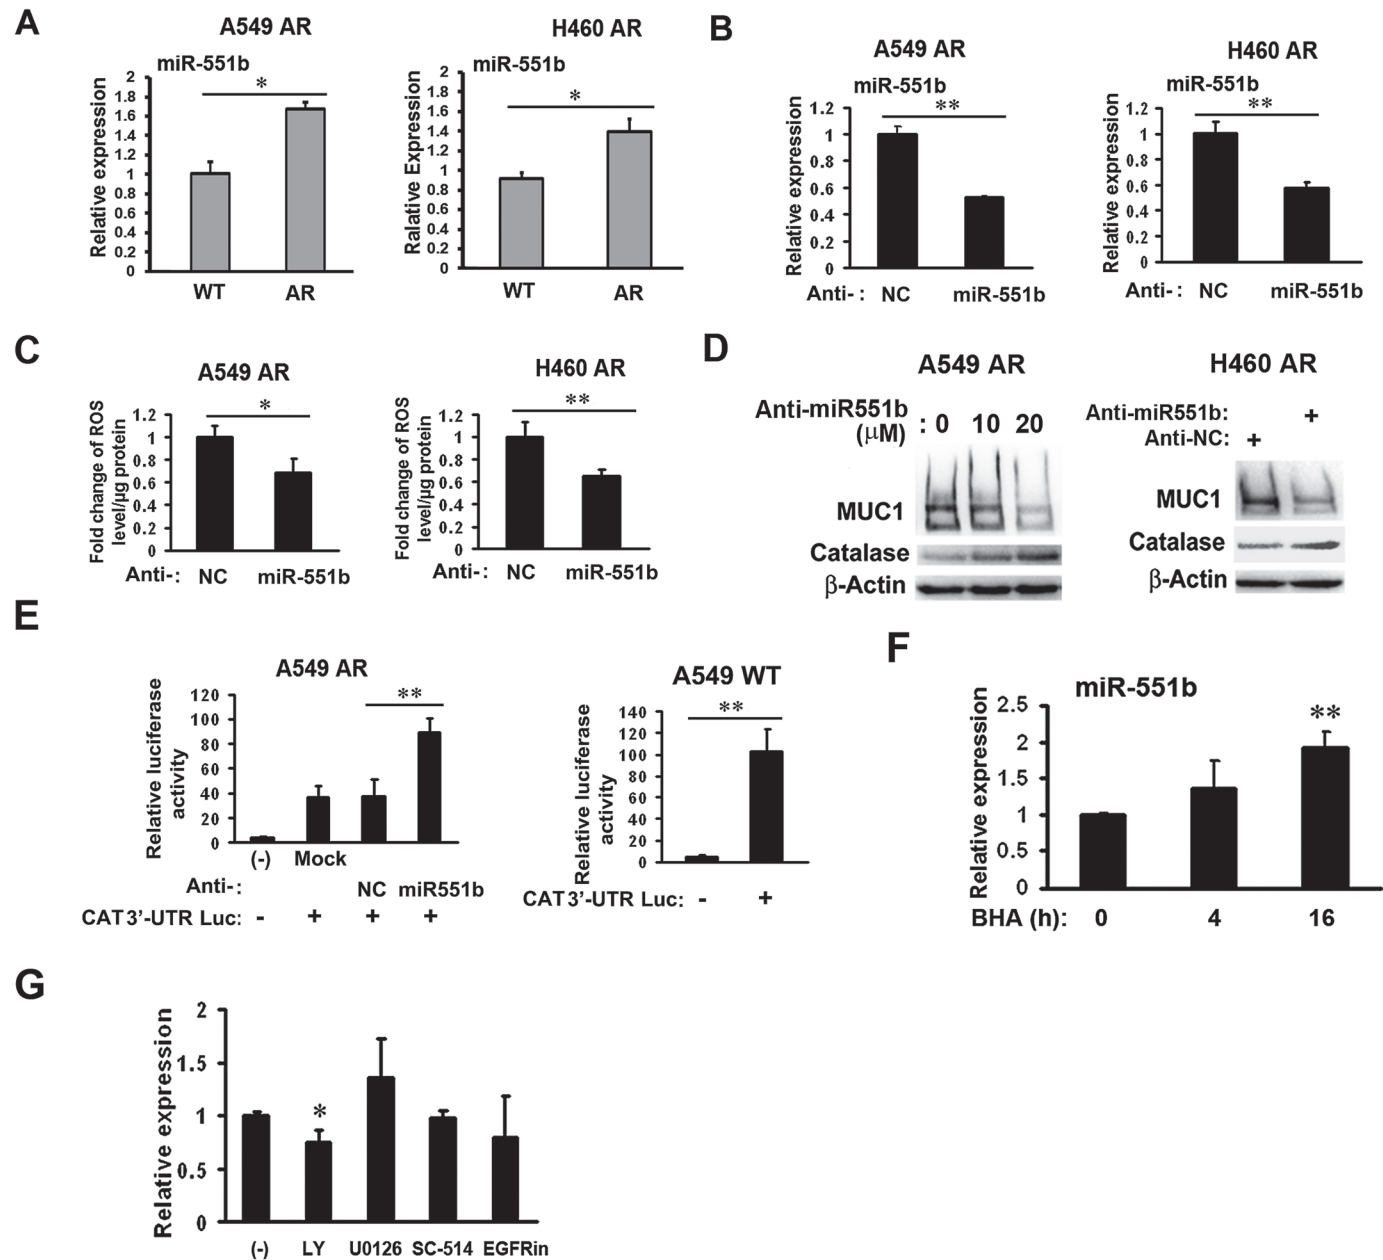 A
A549 AR
miR-551b
*
Relative expression
2
1.8
1.6
1.4
1.2
1
0.8
0.6
0.4
0.2
0
WT AR
H460 AR
miR-551b
*
Ralative Expression
2
1.8
1.6
1.4
1.2
1
0.8
0.6
0.4
0.2
0
WT AR
B
A549 AR
miR-551b
**
Relative expression
1.2
1
0.8
0.6
0.4
0.2
0
Anti- : NC miR-551b
H460 AR
miR-551b
**
Relative expression
1.2
1
0.8
0.6
0.4
0.2
0
Anti- : NC miR-551b
C
A549 AR
*
Fold change of ROS
level/μg protein
1.2
1
0.8
0.6
0.4
0.2
0
Anti-: NC miR-551b
H460 AR
**
Fold change of ROS
level/μg protein
1.2
1
0.8
0.6
0.4
0.2
0
Anti-: NC miR-551b
D
A549 AR
Anti-miR551b
(μM) : 0 10 20
MUC1
Catalase
β-Actin
H460 AR
Anti-miR551b: +
Anti-NC: +
MUC1
Catalase
β-Actin
E
A549 AR
**
Relative luciferase
activity
120
100
80
60
40
20
0
(-) Mock
Anti-: NC miR551b
CAT3'-UTR Luc: - + + +
A549 WT
**
Relative luciferase
activity
140
120
100
80
60
40
20
0
CAT 3'-UTR Luc: - +
F
miR-551b
**
Relative expression
2.5
2
1.5
1
0.5
0
BHA (h): 0 4 16
G
Relative expression
2
1.5
1
0.5
0
*
(-) LY U0126 SC-514 EGFRin